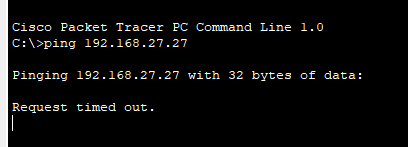 Cisco Packet Tracer PC Command Line 1.0
C:\>ping 192.168.27.27
Pinging 192.168.27.27 with 32 bytes of data:
Request timed out.